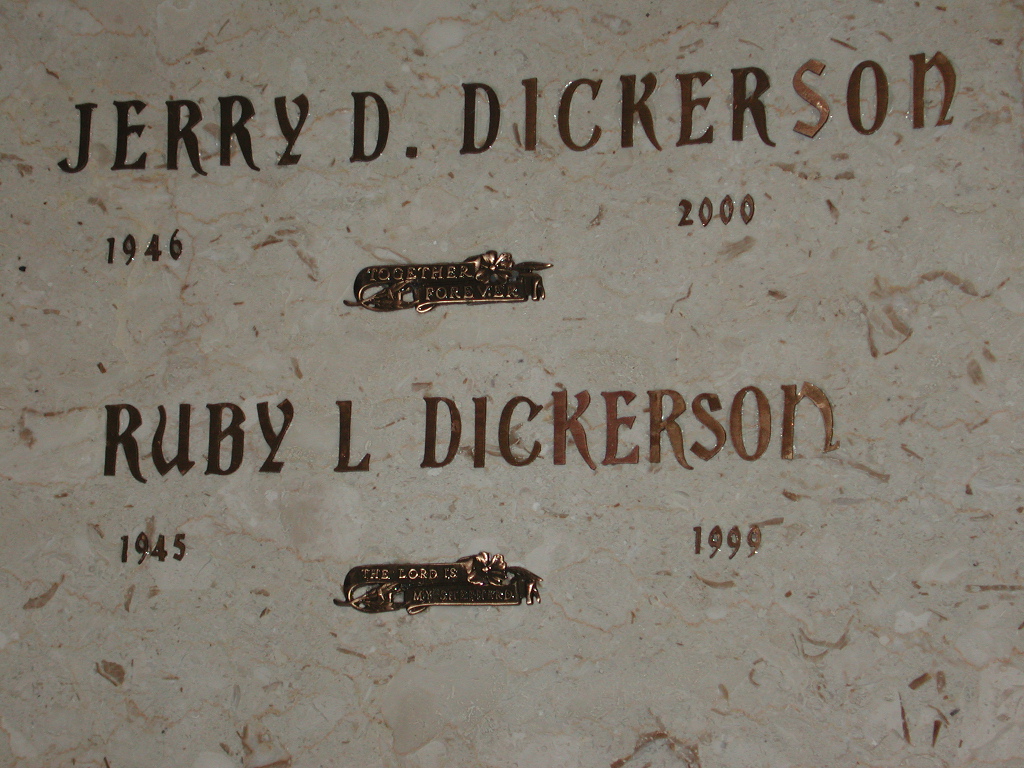 JERRY D. DICKERSON
1946 2000
TOGETHER
FOREVER
RUBY L DICKERSON
1945 1999
THE LORD IS
MY SHEPHERD